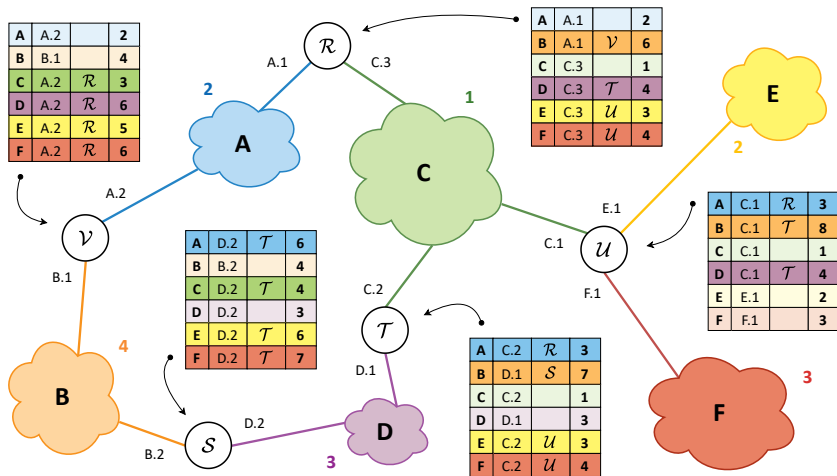 A A.2 2
B B.1 4
C A.2 R 3
D A.2 R 6
E A.2 R 5
F A.2 R 6
R
A.1
C.3
A A.1 2
B A.1 V 6
C C.3 1
D C.3 T 4
E C.3 U 3
F C.3 U 4
2
A
1
C
E
2
A.2
V
B.1
E.1
C.1
U
F.1
A C.1 R 3
B C.1 T 8
C C.1 1
D C.1 T 4
E E.1 2
F F.1 3
A D.2 T 6
B B.2 4
C D.2 T 4
D D.2 3
E D.2 T 6
F D.2 T 7
C.2
T
D.1
A C.2 R 3
B D.1 S 7
C C.2 1
D D.1 3
E C.2 U 3
F C.2 U 4
4
B
B.2
S
D.2
D
3
3
F